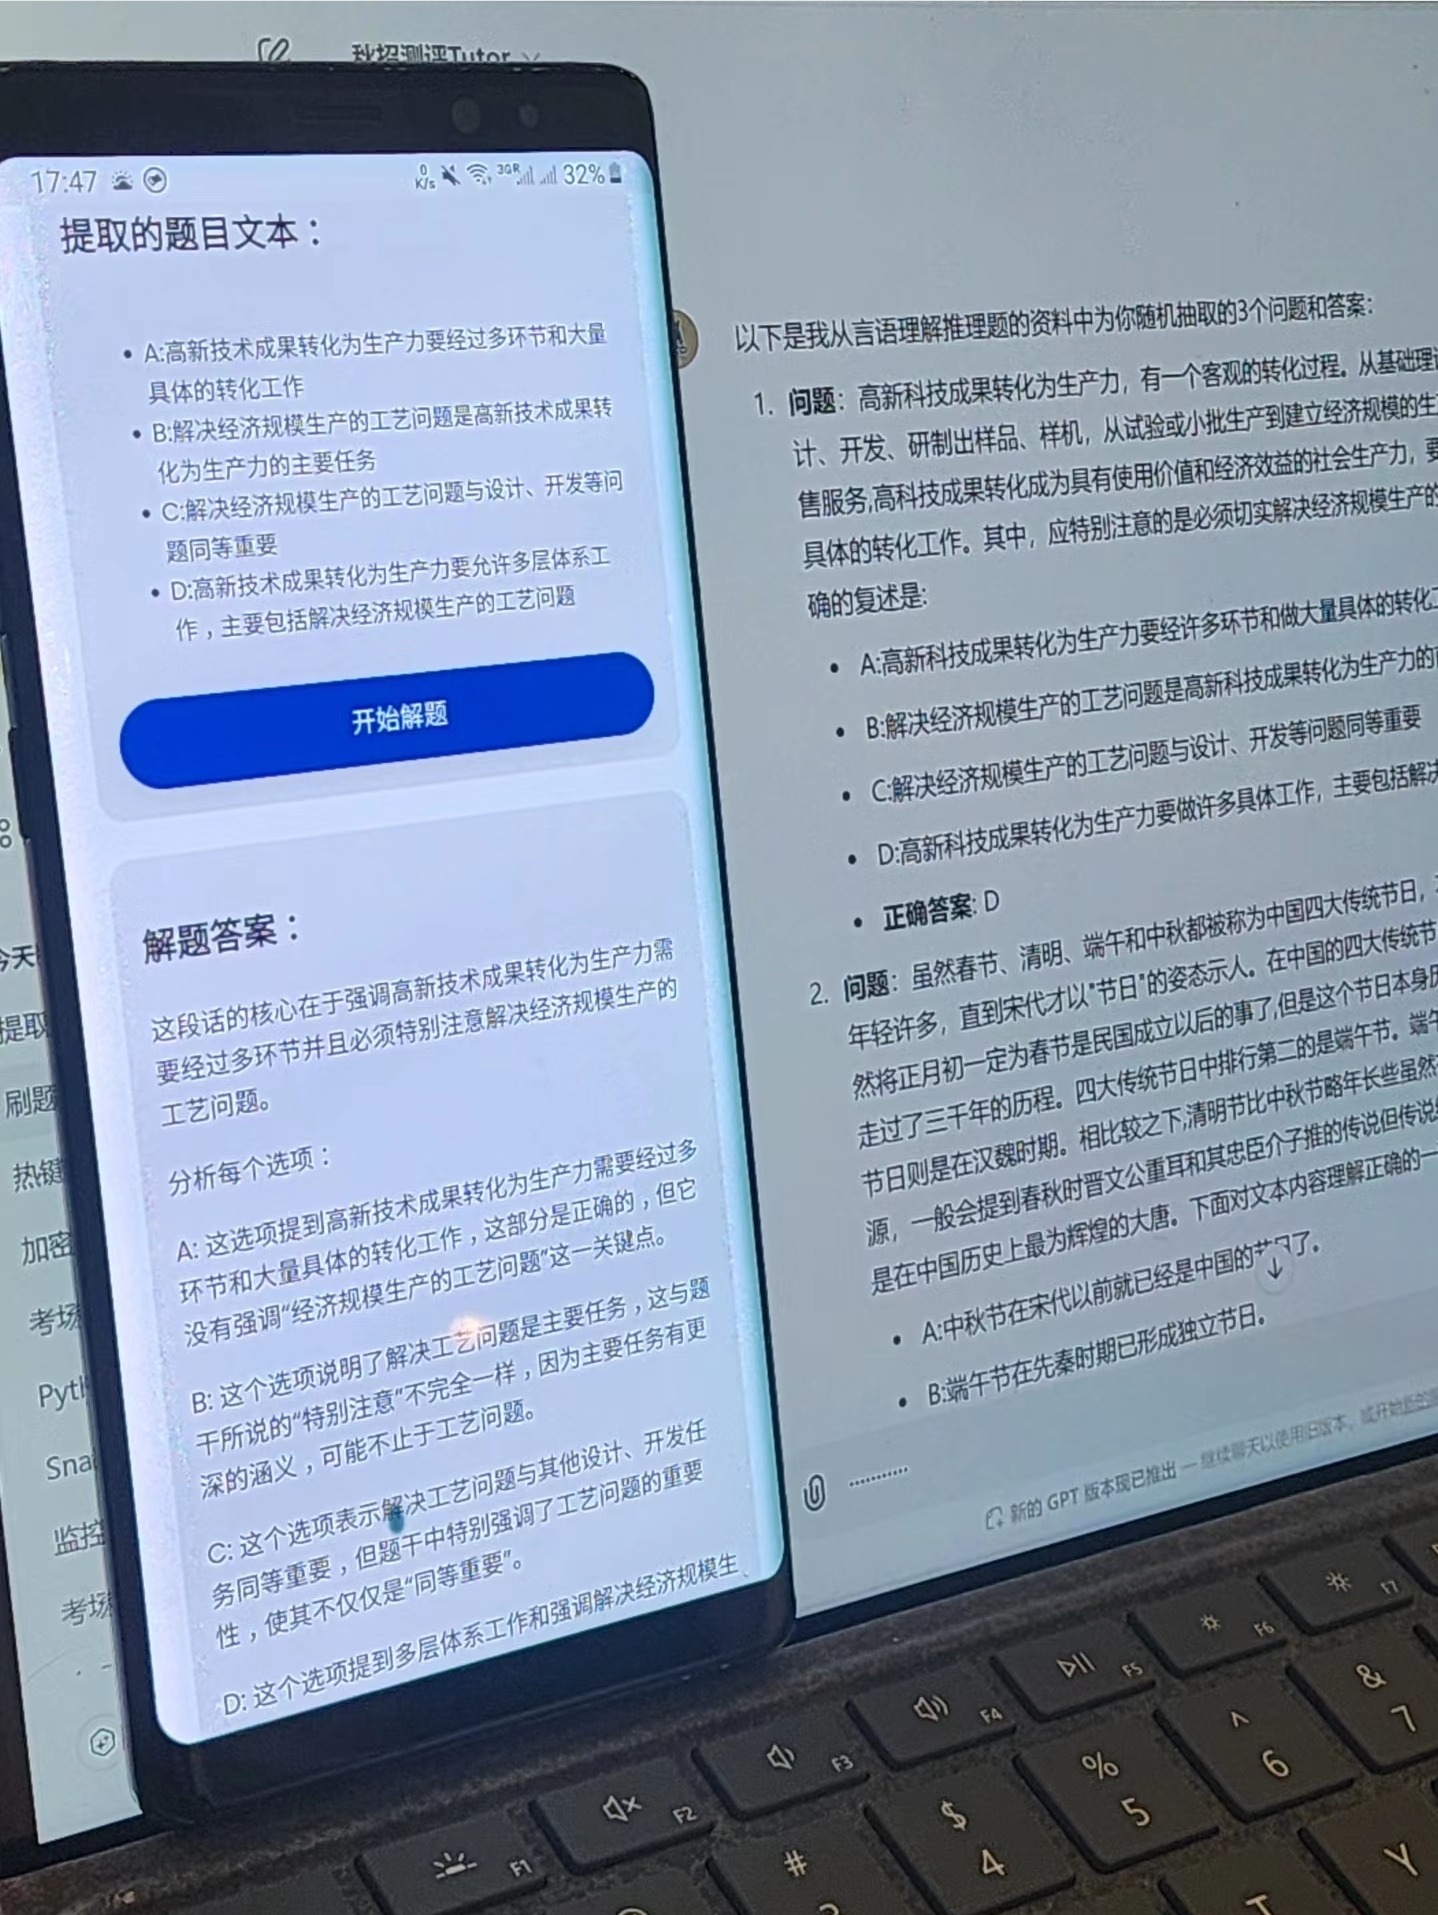 秋招测评Tutor
17:47
0 K/s
3GR
32%
提取的题目文本：
A:高新技术成果转化为生产力要经过多环节和大量
具体的转化工作
B:解决经济规模生产的工艺问题是高新技术成果转
化为生产力的主要任务
C:解决经济规模生产的工艺问题与设计、开发等问
题同等重要
D:高新技术成果转化为生产力要允许多层体系工
作，主要包括解决经济规模生产的工艺问题
开始解题
解题答案：
这段话的核心在于强调高新技术成果转化为生产力需
要经过多环节并且必须特别注意解决经济规模生产的
工艺问题。
分析每个选项：
A: 这选项提到高新技术成果转化为生产力需要经过多
环节和大量具体的转化工作，这部分是正确的，但它
没有强调“经济规模生产的工艺问题”这一关键点。
B: 这个选项说明了解决工艺问题是主要任务，这与题
干所说的“特别注意”不完全一样，因为主要任务有更
深的涵义，可能不止于工艺问题。
C: 这个选项表示解决工艺问题与其他设计、开发任
务同等重要，但题干中特别强调了工艺问题的重要
性，使其不仅仅是“同等重要”。
D: 这个选项提到多层体系工作和强调解决经济规模生
今天
提取
刷题
热键
加密
考场
Pyth
Sna
监控
考场
以下是我从言语理解推理题的资料中为你随机抽取的3个问题和答案：
1. 问题：高新科技成果转化为生产力，有一个客观的转化过程。从基础理
计、开发、研制出样品、样机，从试验或小批生产到建立经济规模的生
售服务,高科技成果转化成为具有使用价值和经济效益的社会生产力，要
具体的转化工作。其中，应特别注意的是必须切实解决经济规模生产的
确的复述是:
A:高新科技成果转化为生产力要经许多环节和做大量具体的转化工
B:解决经济规模生产的工艺问题是高新科技成果转化为生产力的
C:解决经济规模生产的工艺问题与设计、开发等问题同等重要
D:高新科技成果转化为生产力要做许多具体工作，主要包括解决
正确答案: D
2. 问题：虽然春节、清明、端午和中秋都被称为中国四大传统节日，
年轻许多，直到宋代才以"节日"的姿态示人。在中国的四大传统节
然将正月初一定为春节是民国成立以后的事了,但是这个节日本身历
走过了三千年的历程。四大传统节日中排行第二的是端午节。端午
节日则是在汉魏时期。相比较之下,清明节比中秋节略年长些虽然
源，一般会提到春秋时晋文公重耳和其忠臣介子推的传说但传说
是在中国历史上最为辉煌的大唐。下面对文本内容理解正确的一
A:中秋节在宋代以前就已经是中国的节日了。
B:端午节在先秦时期已形成独立节日。
新的 GPT 版本现已推出 — 继续聊天以使用旧版本，或开始新的
F1
F2
F3
F4
F5
F6
F7
#
$
4
%
5
^
6
&
7
T
Y